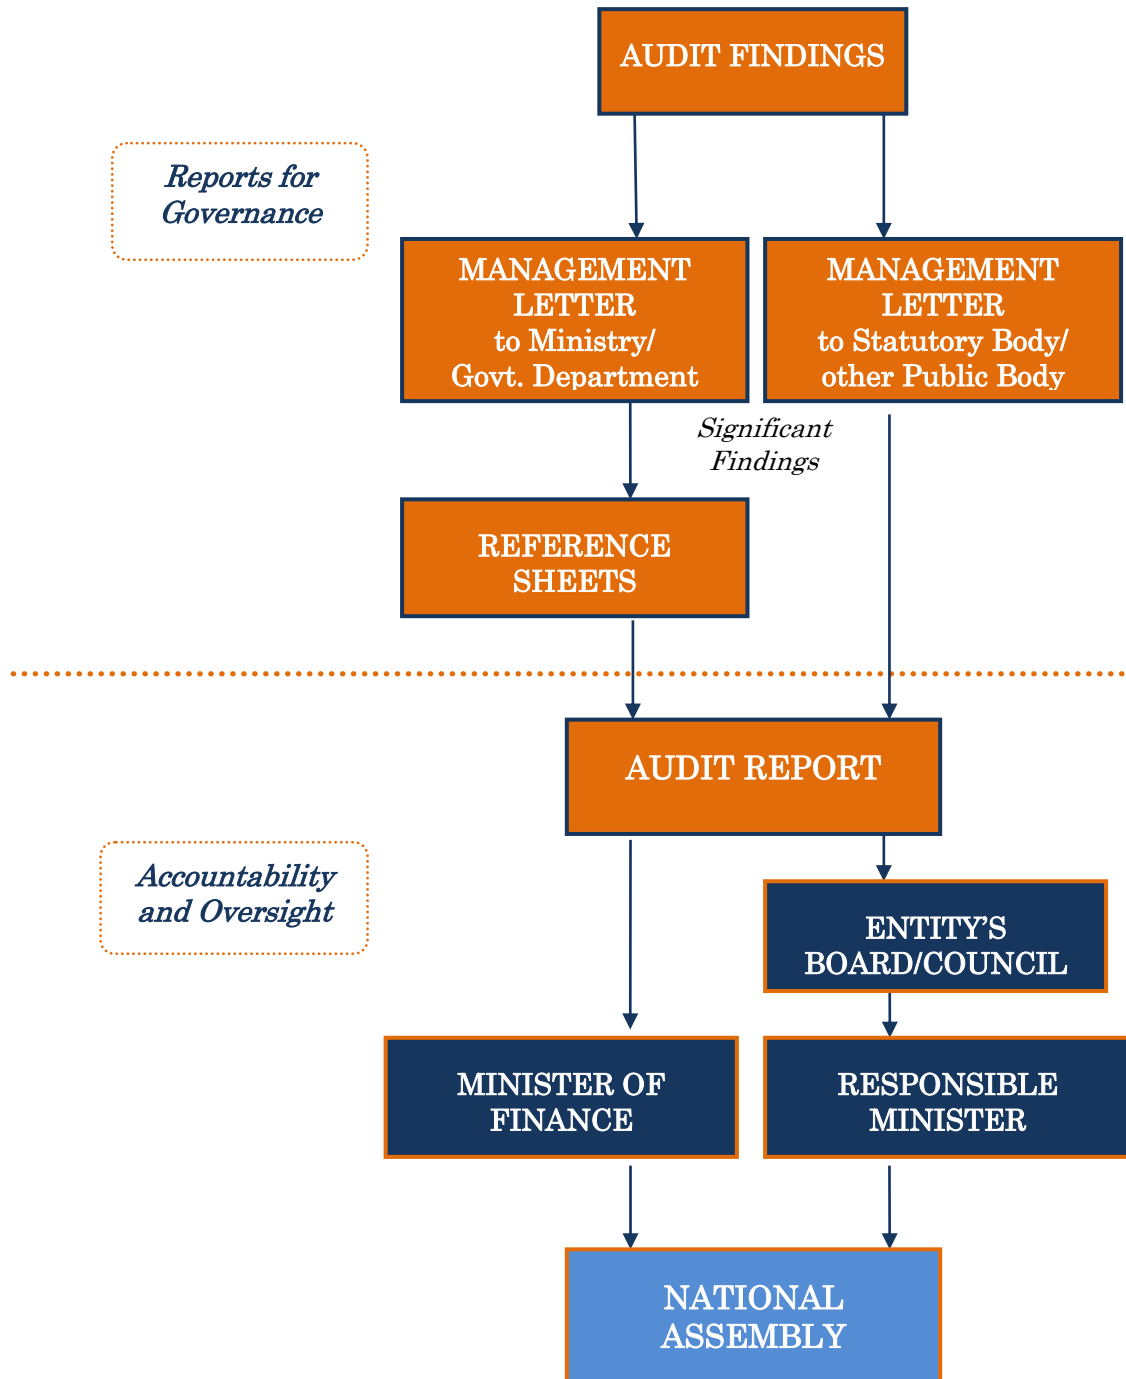 AUDIT FINDINGS
Reports for
Governance
MANAGEMENT
LETTER
to Ministry/
Govt. Department
MANAGEMENT
LETTER
to Statutory Body/
other Public Body
Significant
Findings
REFERENCE
SHEETS
AUDIT REPORT
Accountability
and Oversight
ENTITY’S
BOARD/COUNCIL
MINISTER OF
FINANCE
RESPONSIBLE
MINISTER
NATIONAL
ASSEMBLY